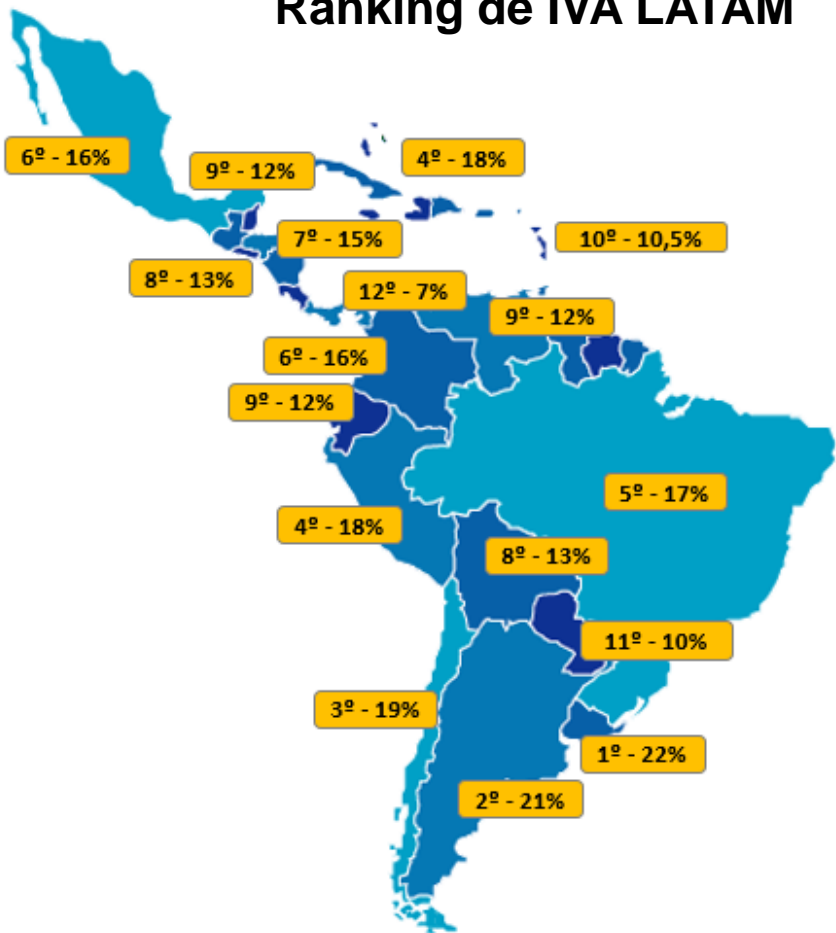 Ranking de IVA LATAM
6º - 16%
9º - 12%
4º - 18%
7º - 15%
10º - 10,5%
8º - 13%
12º - 7%
9º - 12%
6º - 16%
9º - 12%
5º - 17%
4º - 18%
8º - 13%
11º - 10%
3º - 19%
1º - 22%
2º - 21%